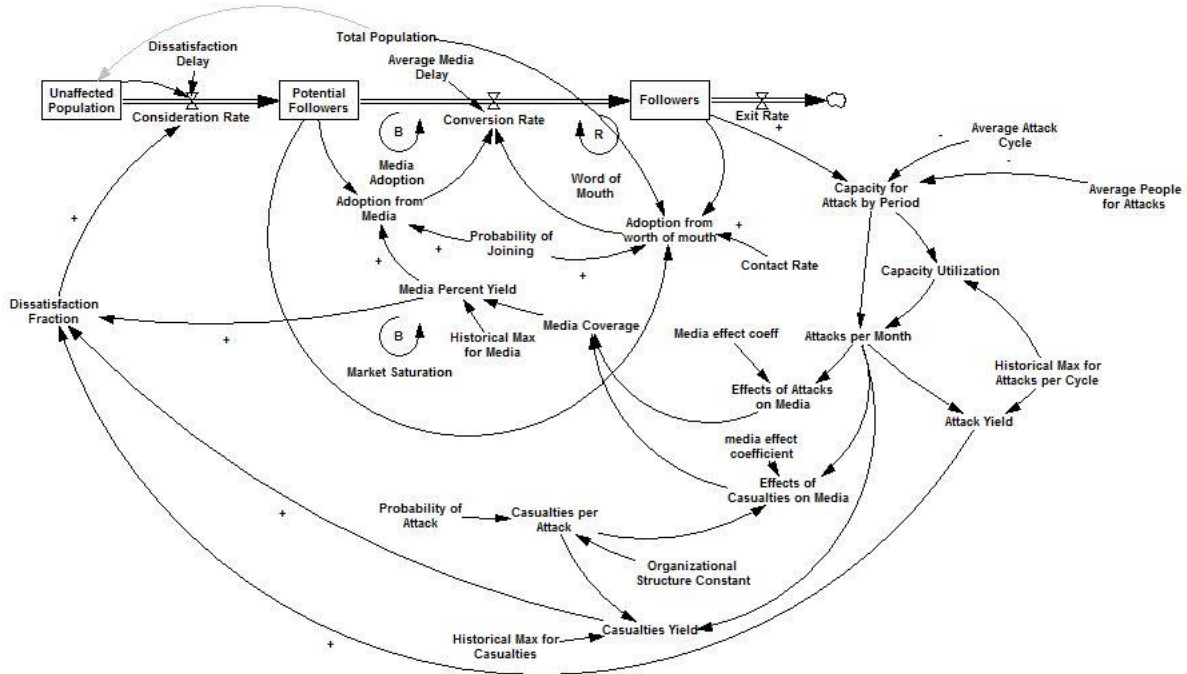 Total Population
Dissatisfaction
Delay
Average Media
Delay
Unaffected
Population
Potential
Followers
Followers
Consideration Rate
Conversion Rate
Exit Rate
+
B
R
Media
Adoption
Word of
Mouth
-
Average Attack
Cycle
-
Capacity for
Attack by Period
Average People
for Attacks
Adoption from
Media
+
Probability of
Joining
+
Adoption from
worth of mouth
+
+
+
+
Contact Rate
Capacity Utilization
Media Percent Yield
Dissatisfaction
Fraction
+
Historical Max
for Media
Media Coverage
B
Market Saturation
Media effect coeff
Attacks per Month
Historical Max for
Attacks per Cycle
Effects of Attacks
on Media
Attack Yield
media effect
coefficient
Effects of
Casualties on Media
Probability of
Attack
Casualties per
Attack
+
Organizational
Structure Constant
Casualties Yield
Historical Max for
Casualties
+